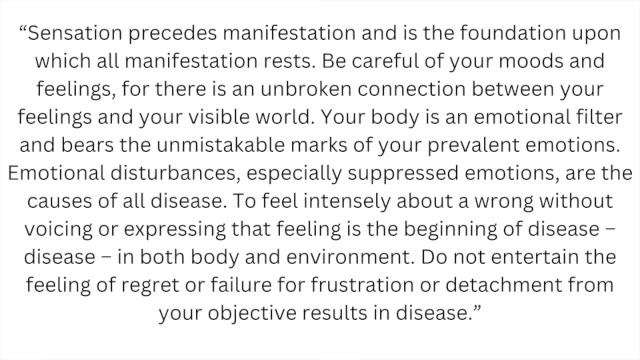 “Sensation precedes manifestation and is the foundation upon
which all manifestation rests. Be careful of your moods and
feelings, for there is an unbroken connection between your
feelings and your visible world. Your body is an emotional filter
and bears the unmistakable marks of your prevalent emotions.
Emotional disturbances, especially suppressed emotions, are the
causes of all disease. To feel intensely about a wrong without
voicing or expressing that feeling is the beginning of disease –
disease – in both body and environment. Do not entertain the
feeling of regret or failure for frustration or detachment from
your objective results in disease.”